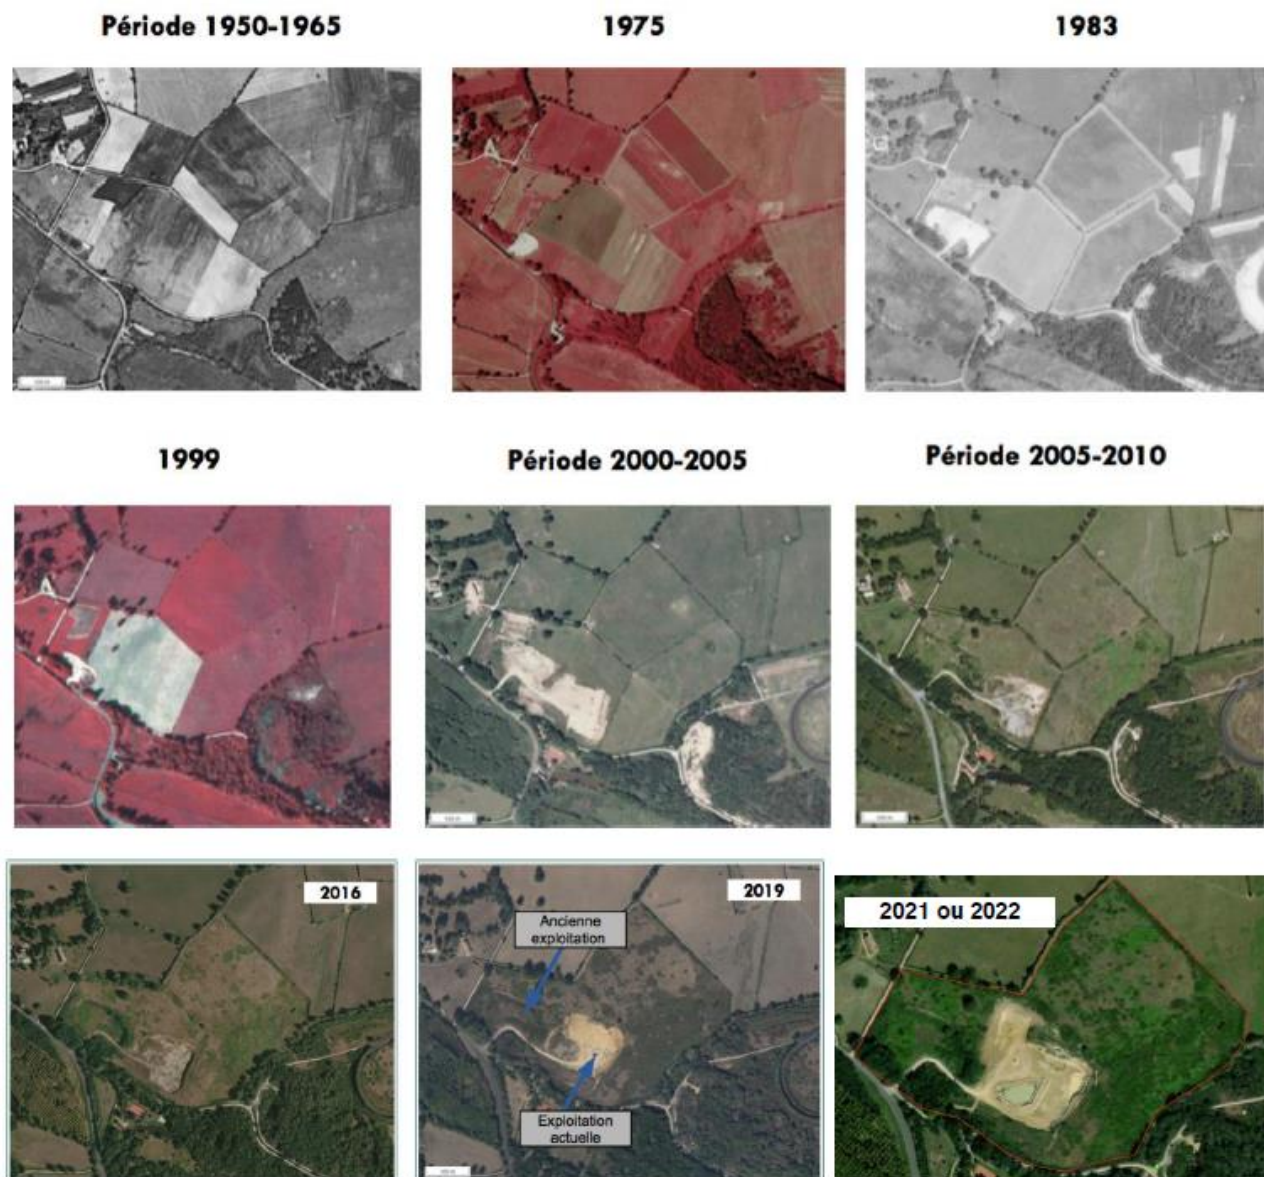 Période 1950-1965
1975
1983
1999
Période 2000-2005
Période 2005-2010
2016
2019
2021 ou 2022
Ancienne
exploitation
Exploitation
actuelle